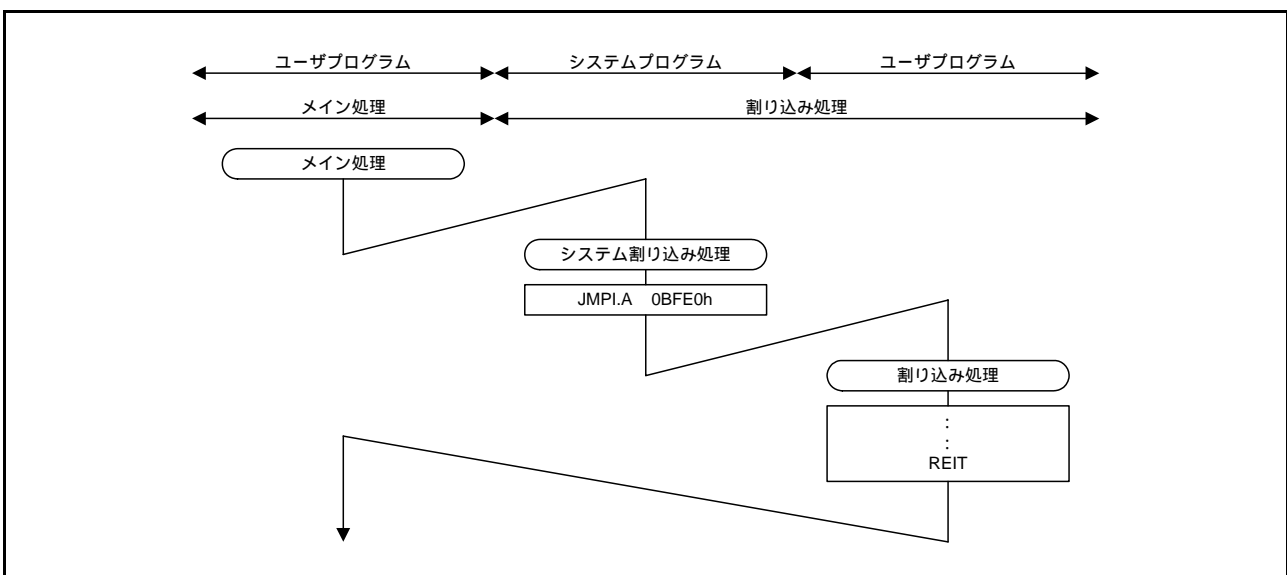 ユーザプログラム システムプログラム ユーザプログラム
メイン処理 割り込み処理
メイン処理
システム割り込み処理
JMPI.A 0BFE0h
割り込み処理
:
:
REIT